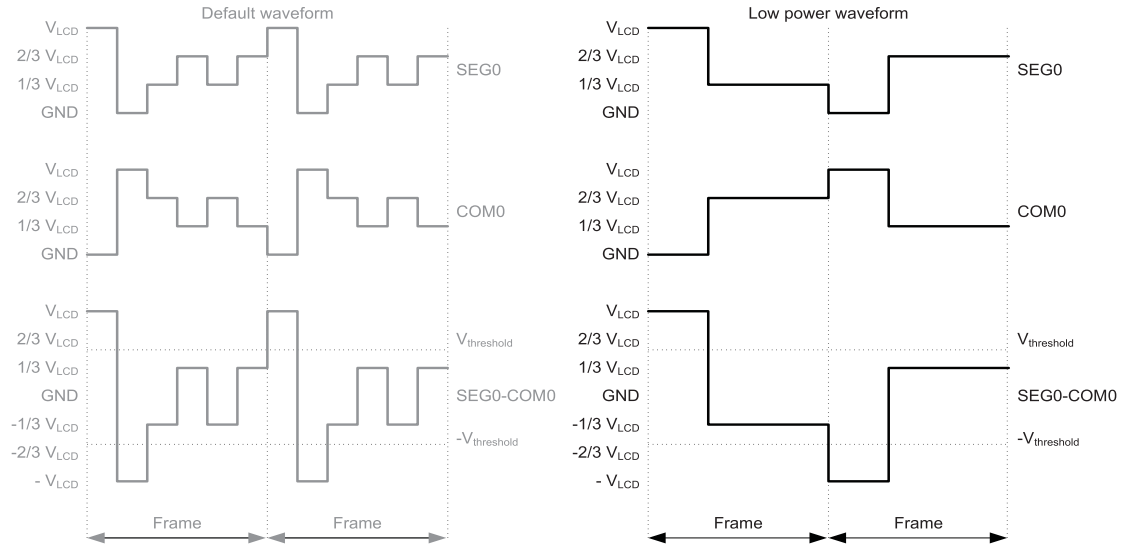 Default waveform
V_LCD
2/3 V_LCD
1/3 V_LCD
GND
SEG0
V_LCD
2/3 V_LCD
1/3 V_LCD
GND
COM0
V_LCD
2/3 V_LCD
1/3 V_LCD
GND
-1/3 V_LCD
-2/3 V_LCD
- V_LCD
V_threshold
SEG0-COM0
-V_threshold
Frame
Frame
Low power waveform
V_LCD
2/3 V_LCD
1/3 V_LCD
GND
SEG0
V_LCD
2/3 V_LCD
1/3 V_LCD
GND
COM0
V_LCD
2/3 V_LCD
1/3 V_LCD
GND
-1/3 V_LCD
-2/3 V_LCD
- V_LCD
V_threshold
SEG0-COM0
-V_threshold
Frame
Frame